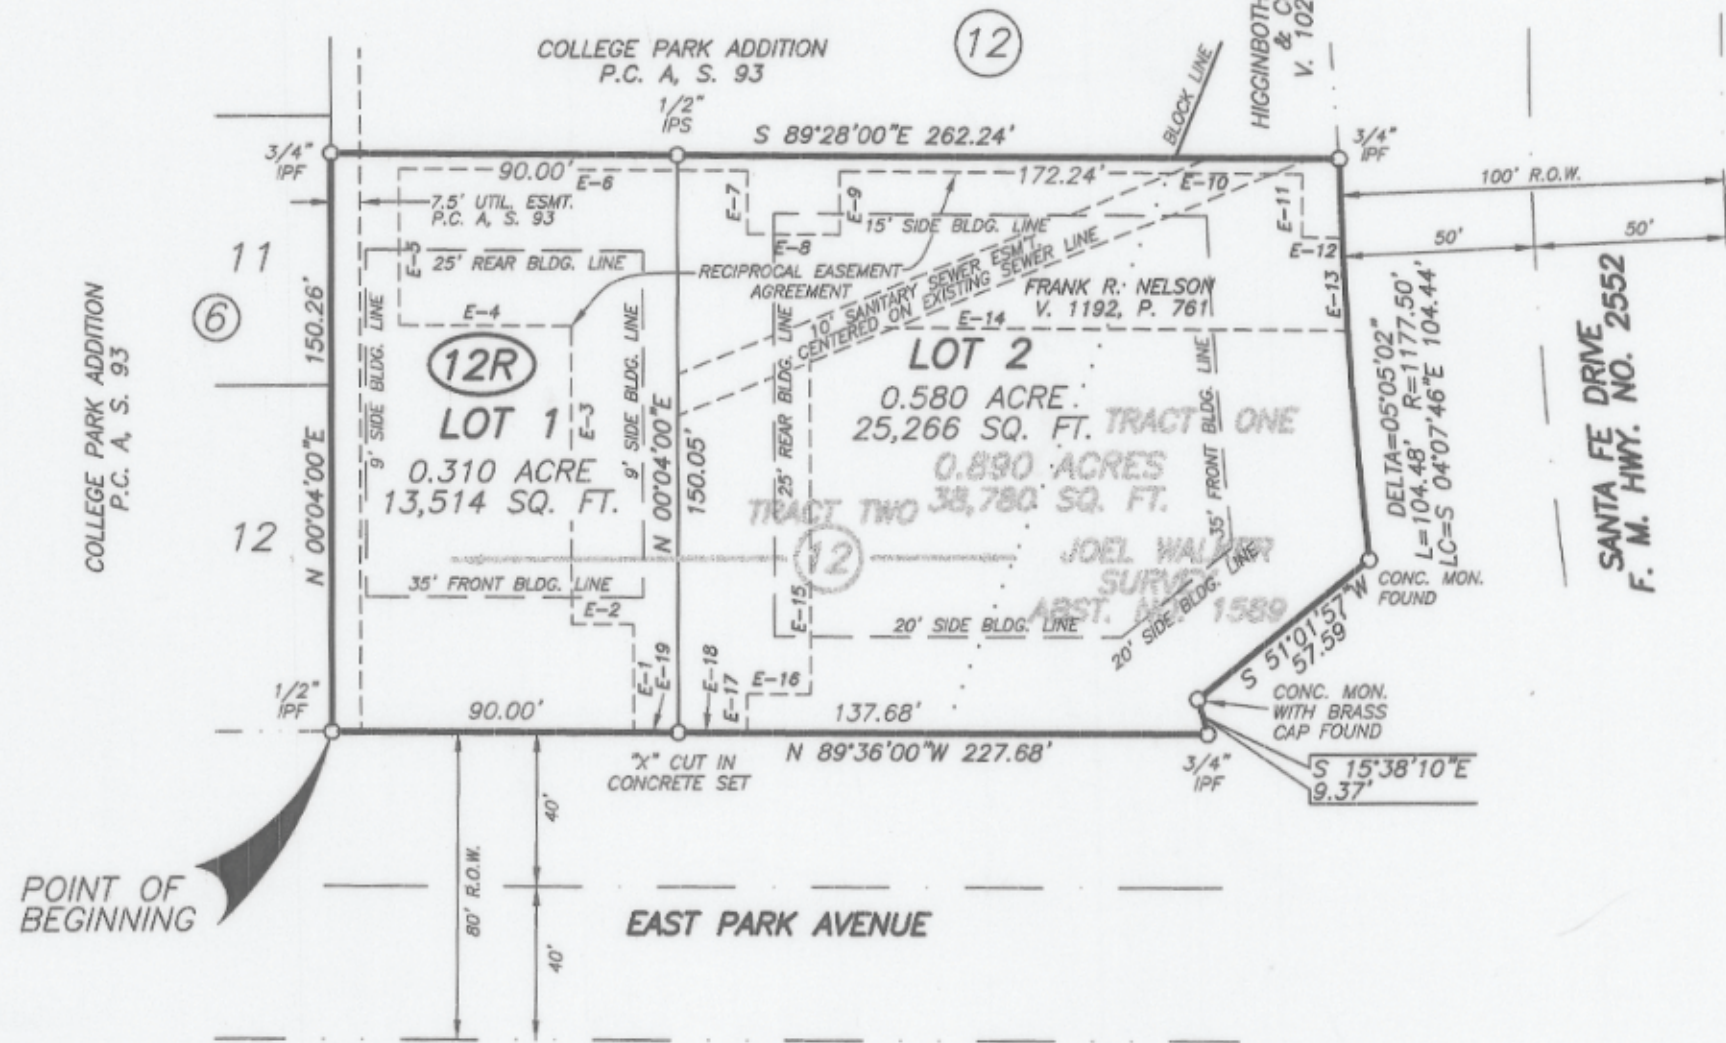 COLLEGE PARK ADDITION
P.C. A, S. 93
12
HIGGINBOTH
& C
V. 102
BLOCK LINE
1/2"
IPS
S 89°28'00"E 262.24'
3/4"
IPF
3/4"
IPF
90.00'
E-6
172.24'
E-10
100' R.O.W.
7.5' UTIL. ESMT.
P.C. A, S. 93
E-7
E-9
E-11
15' SIDE BLDG. LINE
E-8
E-12
50'
50'
11
6
12
COLLEGE PARK ADDITION
P.C. A, S. 93
N 00°04'00"E 150.26'
E-5
25' REAR BLDG. LINE
RECIPROCAL EASEMENT
AGREEMENT
10' SANITARY SEWER ESM'T.
CENTERED ON EXISTING SEWER LINE
FRANK R. NELSON
V. 1192, P. 761
E-13
E-4
E-14
9' SIDE BLDG. LINE
12R
LOT 1
0.310 ACRE
13,514 SQ. FT.
E-3
9' SIDE BLDG. LINE
N 00°04'00"E
150.05'
25' REAR BLDG. LINE
LOT 2
0.580 ACRE
25,266 SQ. FT.
TRACT ONE
0.890 ACRES
38,780 SQ. FT.
TRACT TWO
12
JOEL WALKER
SURVEY
ABST. NO. 1589
35' FRONT BLDG. LINE
DELTA=05°05'02"
L=104.48' R=1177.50'
LC=S 04°07'46"E 104.44'
SANTA FE DRIVE
F. M. HWY. NO. 2552
35' FRONT BLDG. LINE
E-2
E-15
20' SIDE BLDG. LINE
20' SIDE BLDG. LINE
CONC. MON.
FOUND
S 51°01'57"W
57.59
E-1
E-19
E-18
E-17
E-16
1/2"
IPF
90.00'
137.68'
CONC. MON.
WITH BRASS
CAP FOUND
"X" CUT IN
CONCRETE SET
N 89°36'00"W 227.68'
3/4"
IPF
S 15°38'10"E
9.37'
40'
80' R.O.W.
40'
POINT OF
BEGINNING
EAST PARK AVENUE